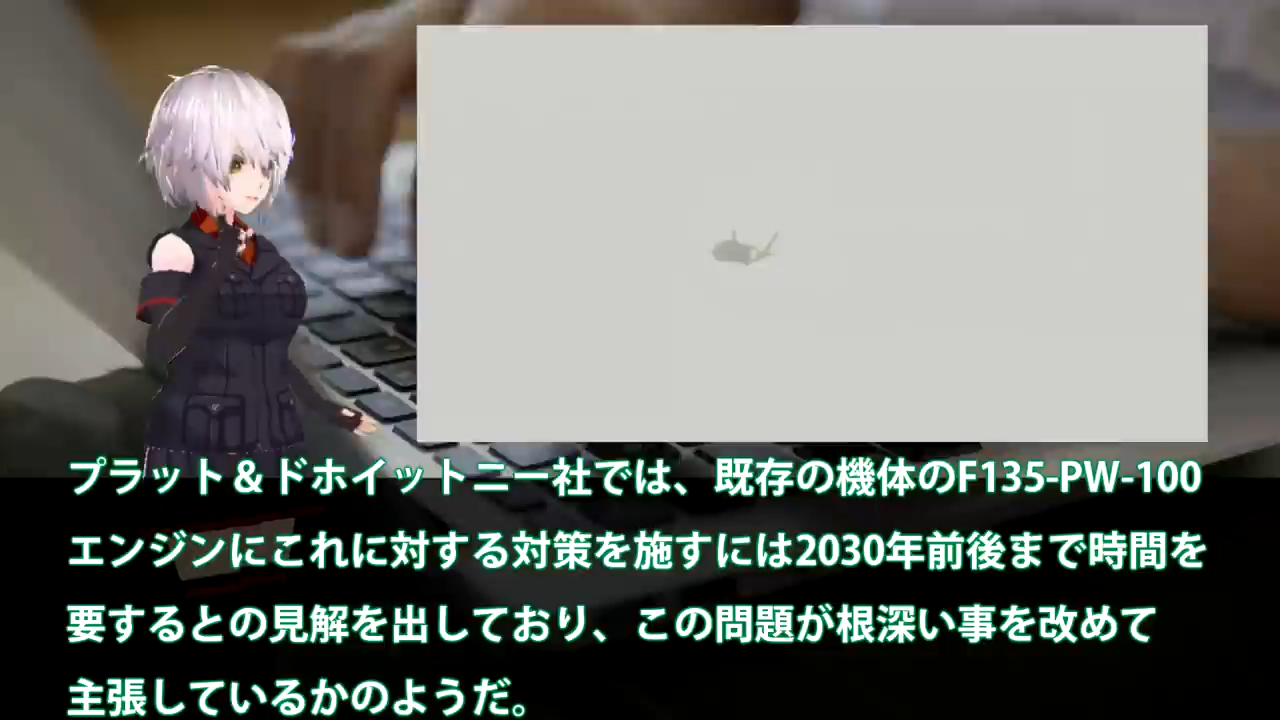 プラット＆ドホイットニー社では、既存の機体のF135-PW-100
エンジンにこれに対する対策を施すには2030年前後まで時間を
要するとの見解を出しており、この問題が根深い事を改めて
主張しているかのようだ。